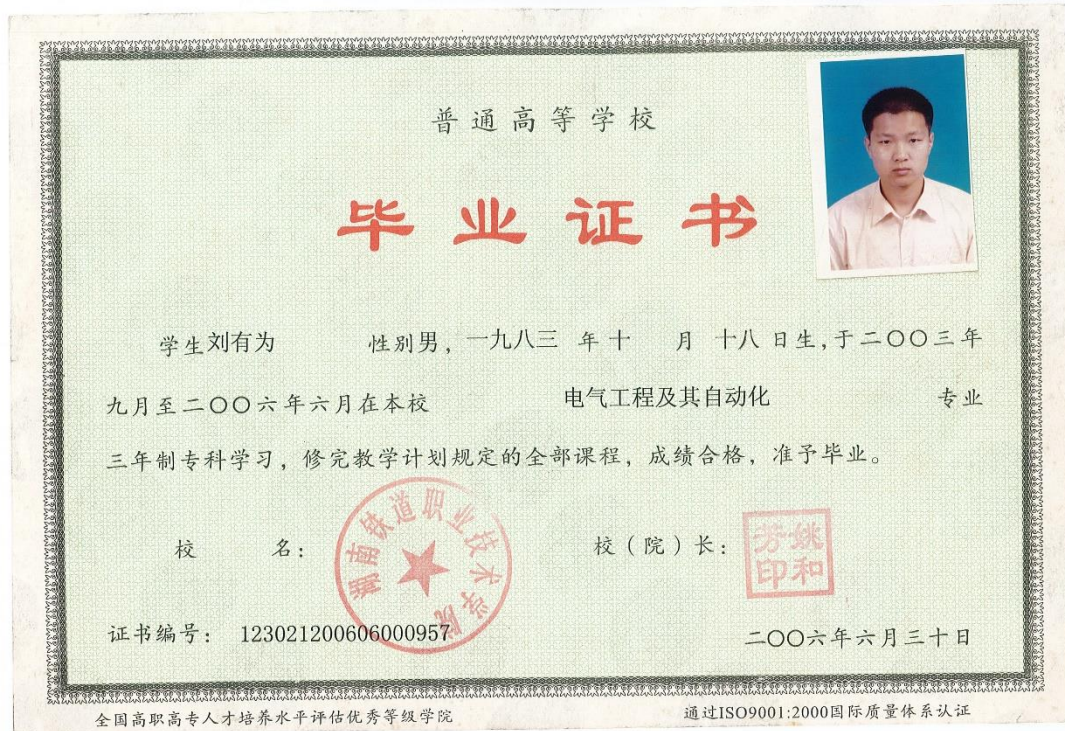 普通高等学校
毕业证书
学生刘有为 性别男，一九八三 年十 月 十八 日生，于二〇〇三年
九月至二〇〇六年六月在本校 电气工程及其自动化 专业
三年制专科学习，修完教学计划规定的全部课程，成绩合格，准予毕业。
校 名：
湖南铁道职业技术学院
校（院）长：
姚和芳印
证书编号： 123021200606000957
二〇〇六年六月三十日
全国高职高专人才培养水平评估优秀等级学院
通过ISO9001:2000国际质量体系认证